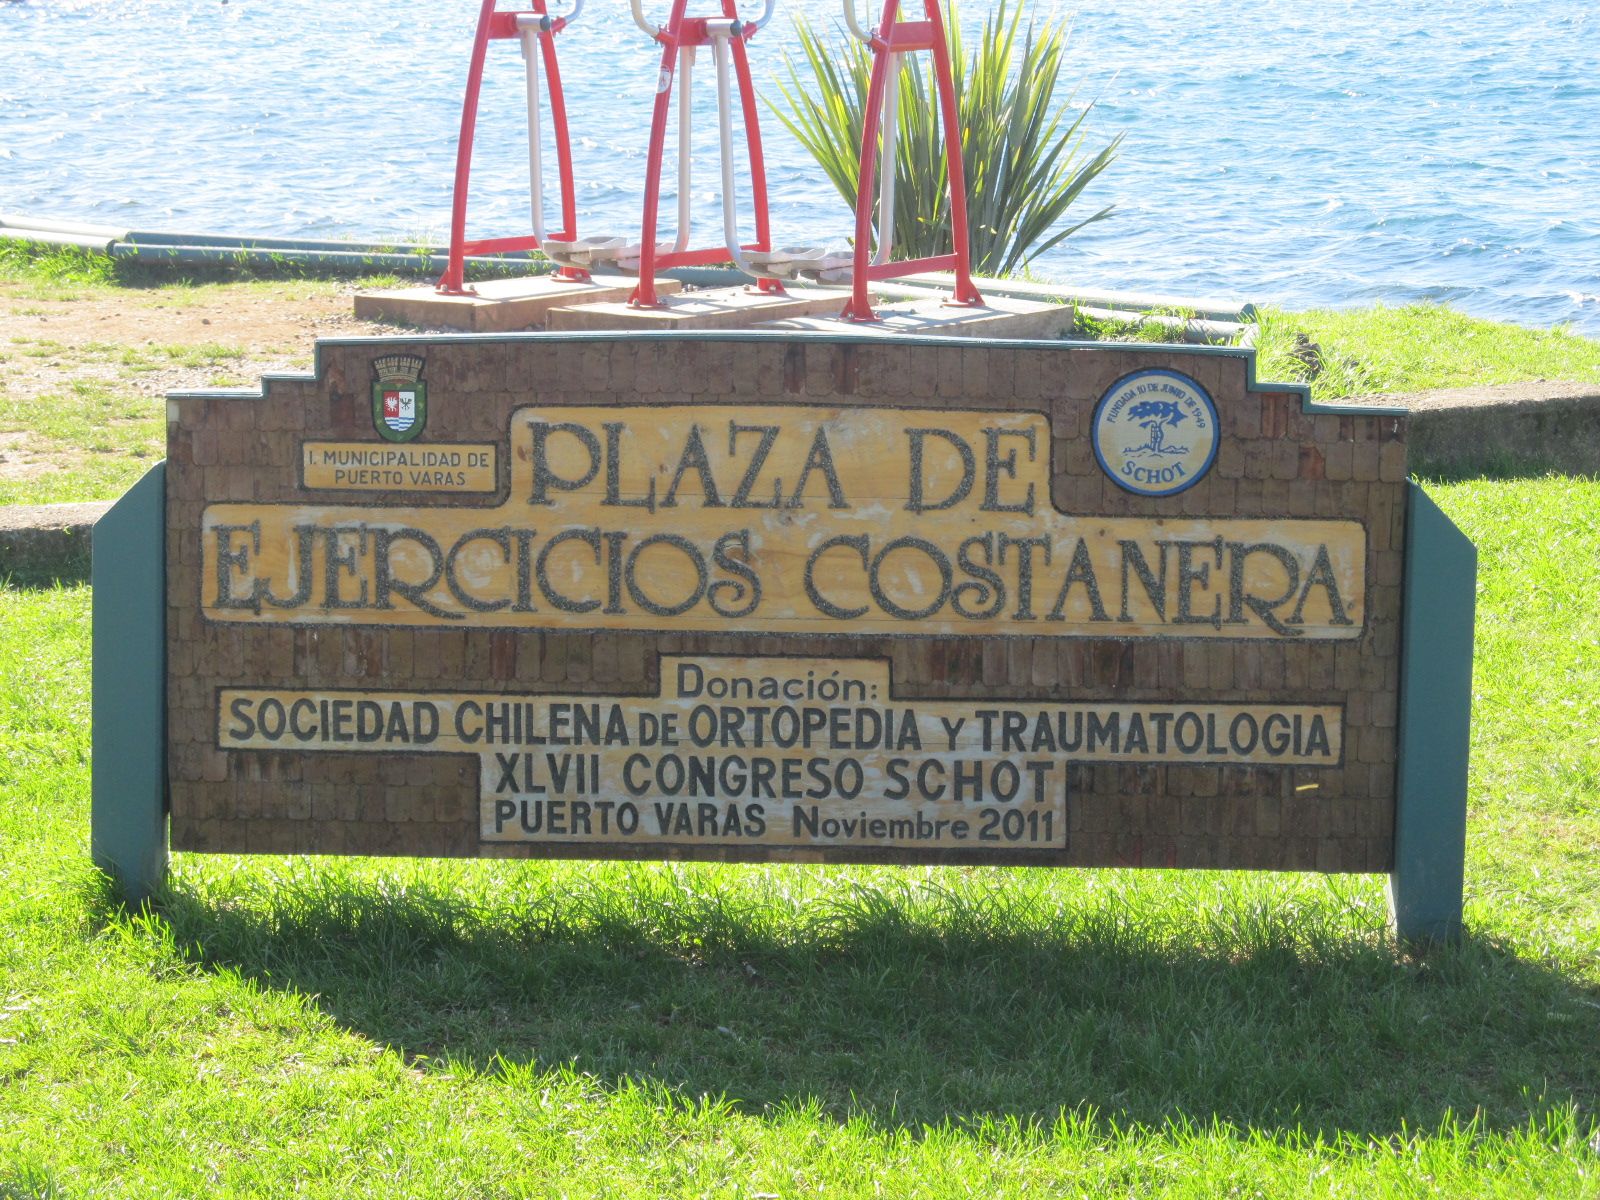 I. MUNICIPALIDAD DE
PUERTO VARAS
FUNDADA 10 DE JUNIO DE 1949
SCHOT
PLAZA DE
EJERCICIOS COSTANERA
Donación:
SOCIEDAD CHILENA DE ORTOPEDIA Y TRAUMATOLOGIA
XLVII CONGRESO SCHOT
PUERTO VARAS Noviembre 2011